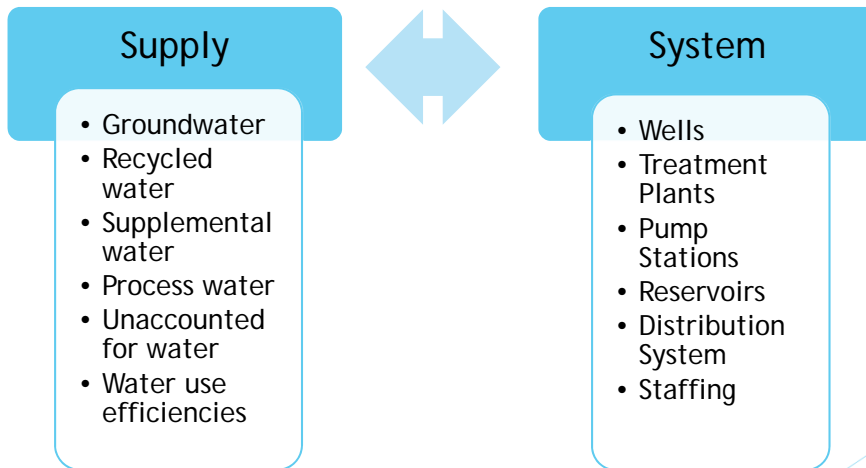 Supply
• Groundwater
• Recycled
water
• Supplemental
water
• Process water
• Unaccounted
for water
• Water use
efficiencies
System
• Wells
• Treatment
Plants
• Pump
Stations
• Reservoirs
• Distribution
System
• Staffing